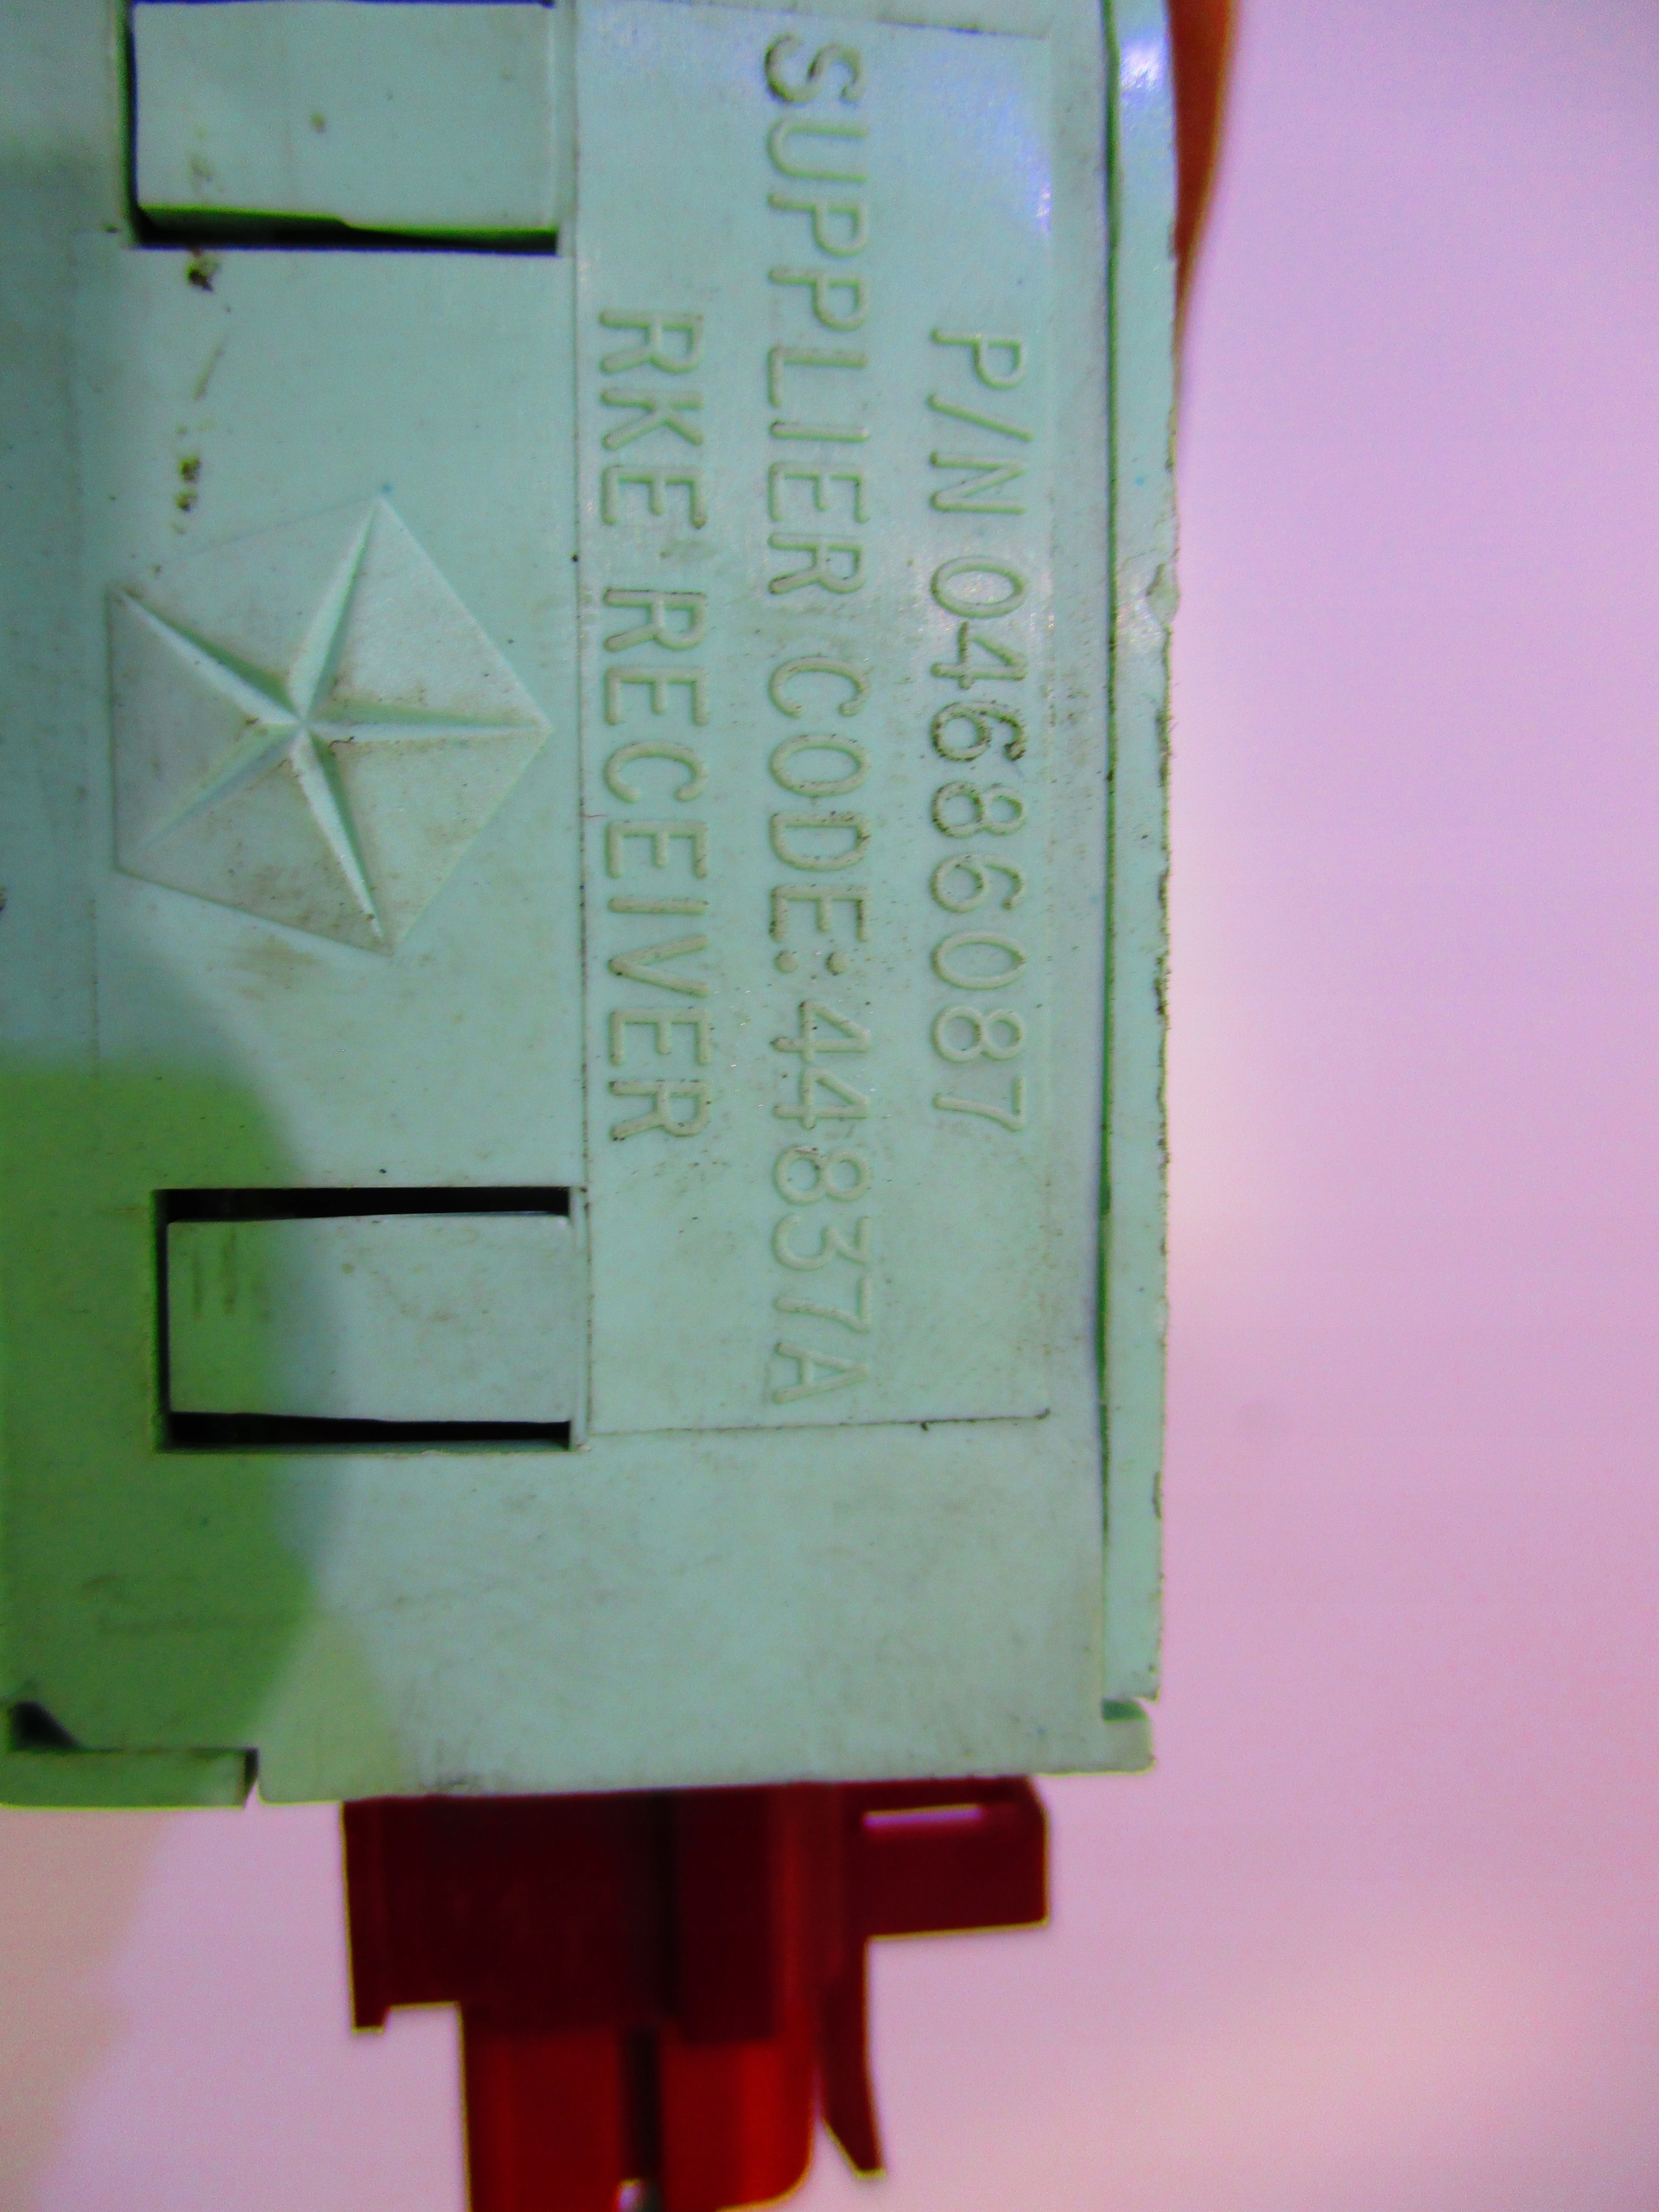 P/N 04686087
SUPPLIER CODE:44837A
RKE RECEIVER